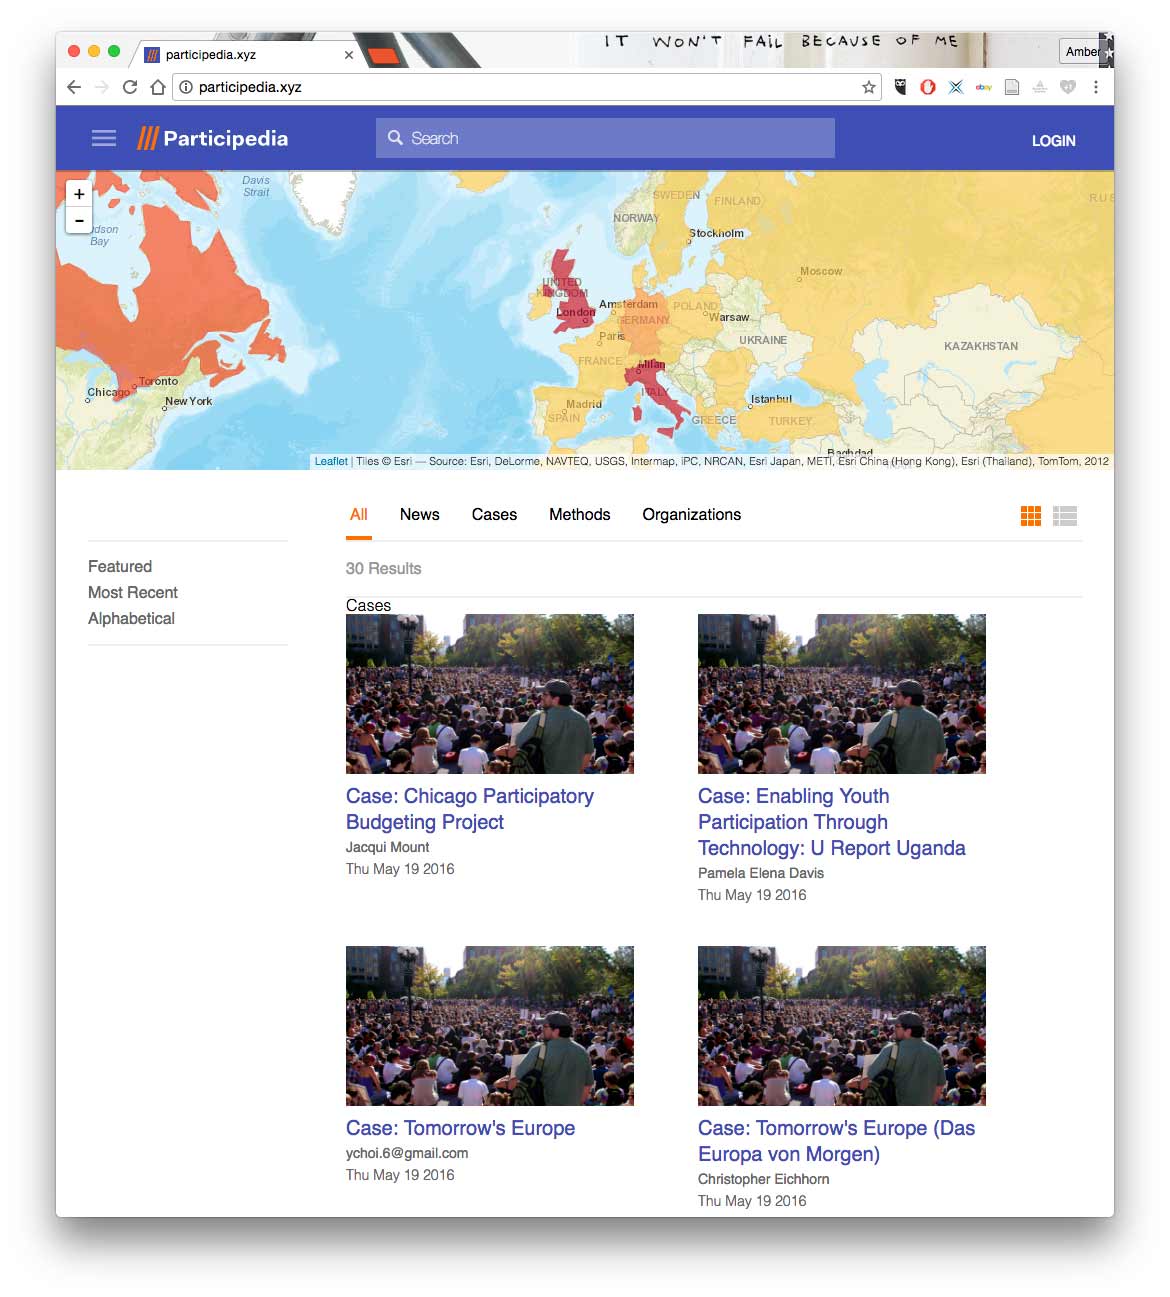 IT WON'T FAIL BECAUSE OF ME
participedia.xyz
Amber
participedia.xyz
ebay
Participedia
Search
LOGIN
+
-
Davis
Strait
dson
Bay
SWEDEN
FINLAND
RUS
NORWAY
Stockholm
Moscow
UNITED
KINGDOM
London
Amsterdam
GERMANY
POLAND
Warsaw
Paris
UKRAINE
KAZAKHSTAN
FRANCE
Milan
Chicago
Toronto
New York
ITALY
Madrid
SPAIN
Istanbul
GREECE
TURKEY
Baghdad
Leaflet | Tiles © Esri — Source: Esri, DeLorme, NAVTEQ, USGS, Intermap, iPC, NRCAN, Esri Japan, METI, Esri China (Hong Kong), Esri (Thailand), TomTom, 2012
All News Cases Methods Organizations
Featured
Most Recent
Alphabetical
30 Results
Cases
Case: Chicago Participatory
Budgeting Project
Jacqui Mount
Thu May 19 2016
Case: Enabling Youth
Participation Through
Technology: U Report Uganda
Pamela Elena Davis
Thu May 19 2016
Case: Tomorrow's Europe
ychoi.6@gmail.com
Thu May 19 2016
Case: Tomorrow's Europe (Das
Europa von Morgen)
Christopher Eichhorn
Thu May 19 2016